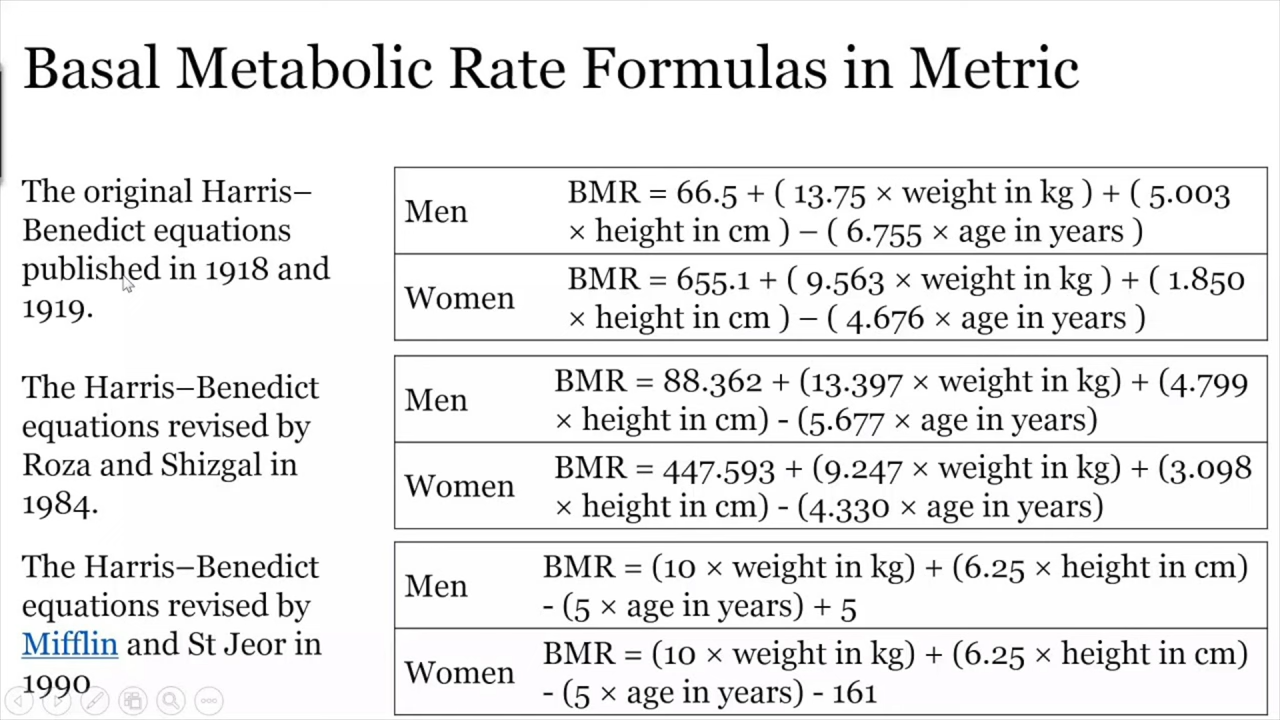 Basal Metabolic Rate Formulas in Metric
The original Harris–
Benedict equations
published in 1918 and
1919.
Men
BMR = 66.5 + ( 13.75 × weight in kg ) + ( 5.003
× height in cm ) – ( 6.755 × age in years )
Women
BMR = 655.1 + ( 9.563 × weight in kg ) + ( 1.850
× height in cm ) – ( 4.676 × age in years )
The Harris–Benedict
equations revised by
Roza and Shizgal in
1984.
Men
BMR = 88.362 + (13.397 × weight in kg) + (4.799
× height in cm) - (5.677 × age in years)
Women
BMR = 447.593 + (9.247 × weight in kg) + (3.098
× height in cm) - (4.330 × age in years)
The Harris–Benedict
equations revised by
Mifflin and St Jeor in
1990
Men
BMR = (10 × weight in kg) + (6.25 × height in cm)
- (5 × age in years) + 5
Women
BMR = (10 × weight in kg) + (6.25 × height in cm)
- (5 × age in years) - 161